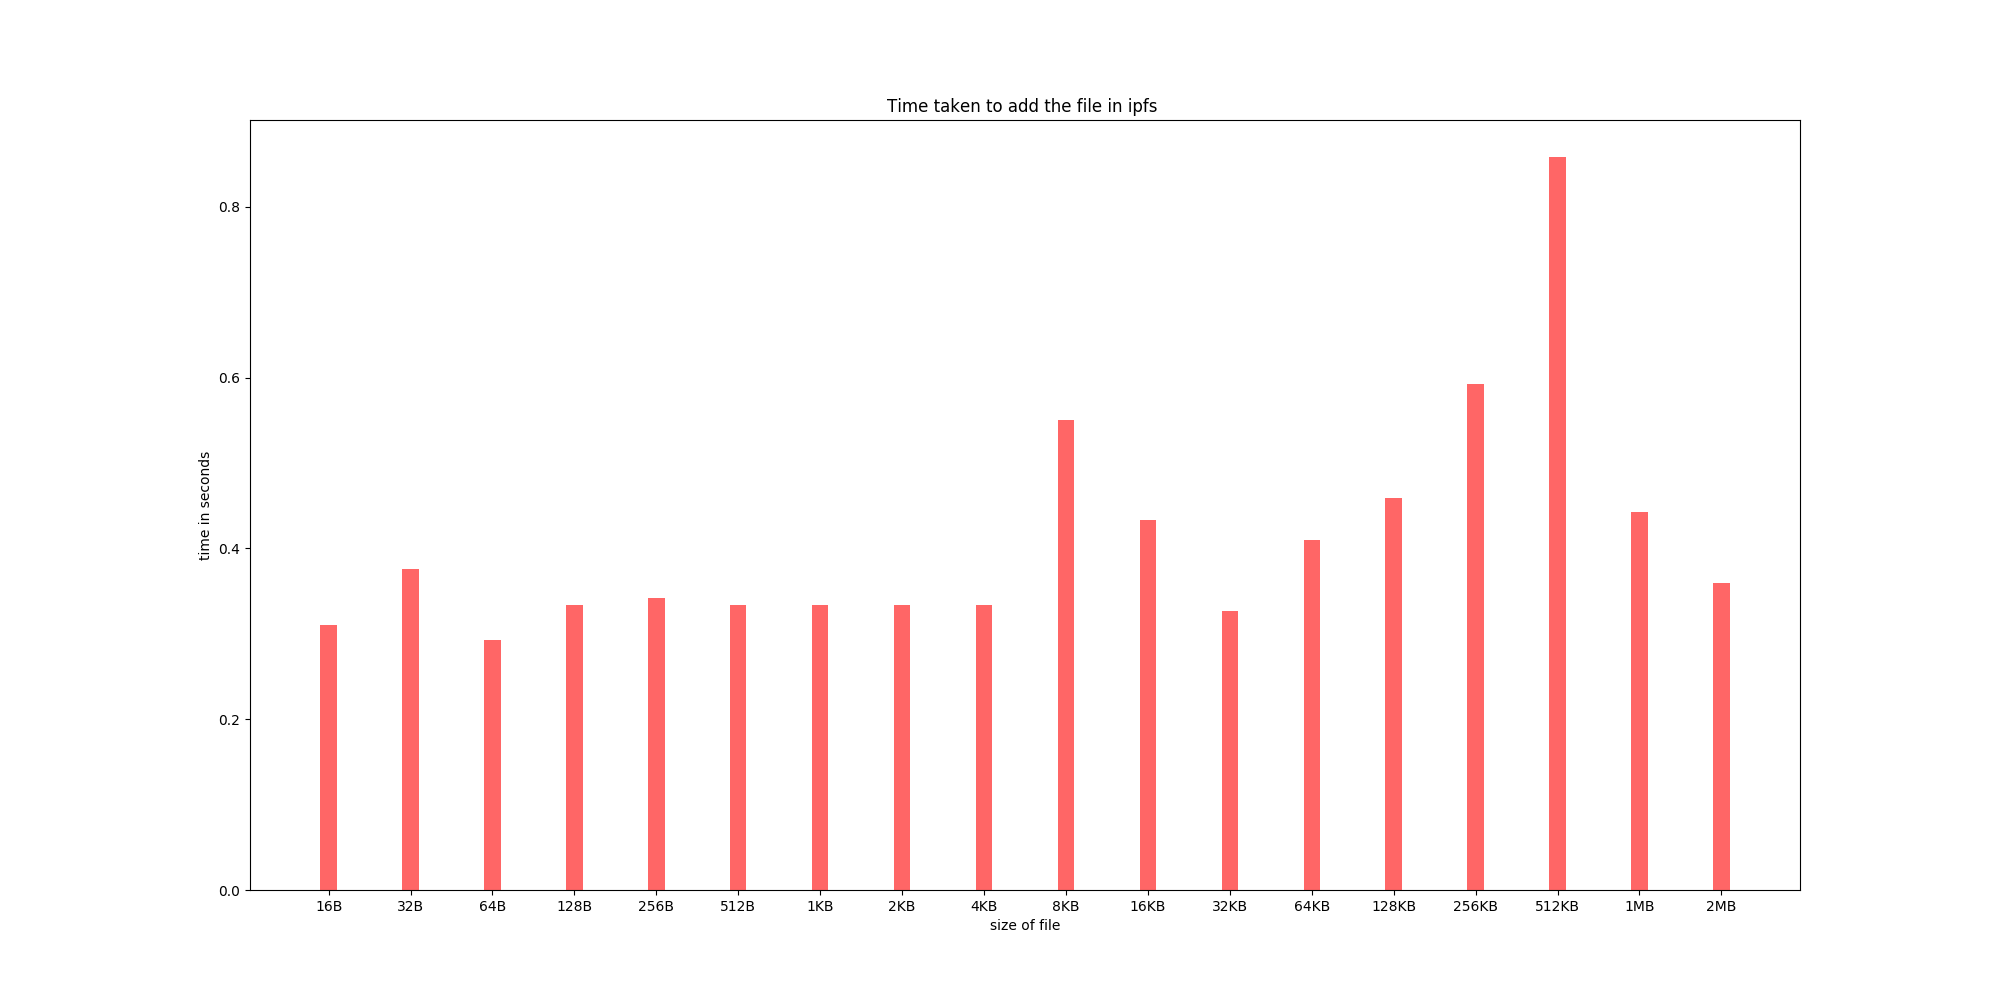 Time taken to add the file in ipfs
0.8
0.6
0.4
0.2
0.0
time in seconds
16B 32B 64B 128B 256B 512B 1KB 2KB 4KB 8KB 16KB 32KB 64KB 128KB 256KB 512KB 1MB 2MB
size of file